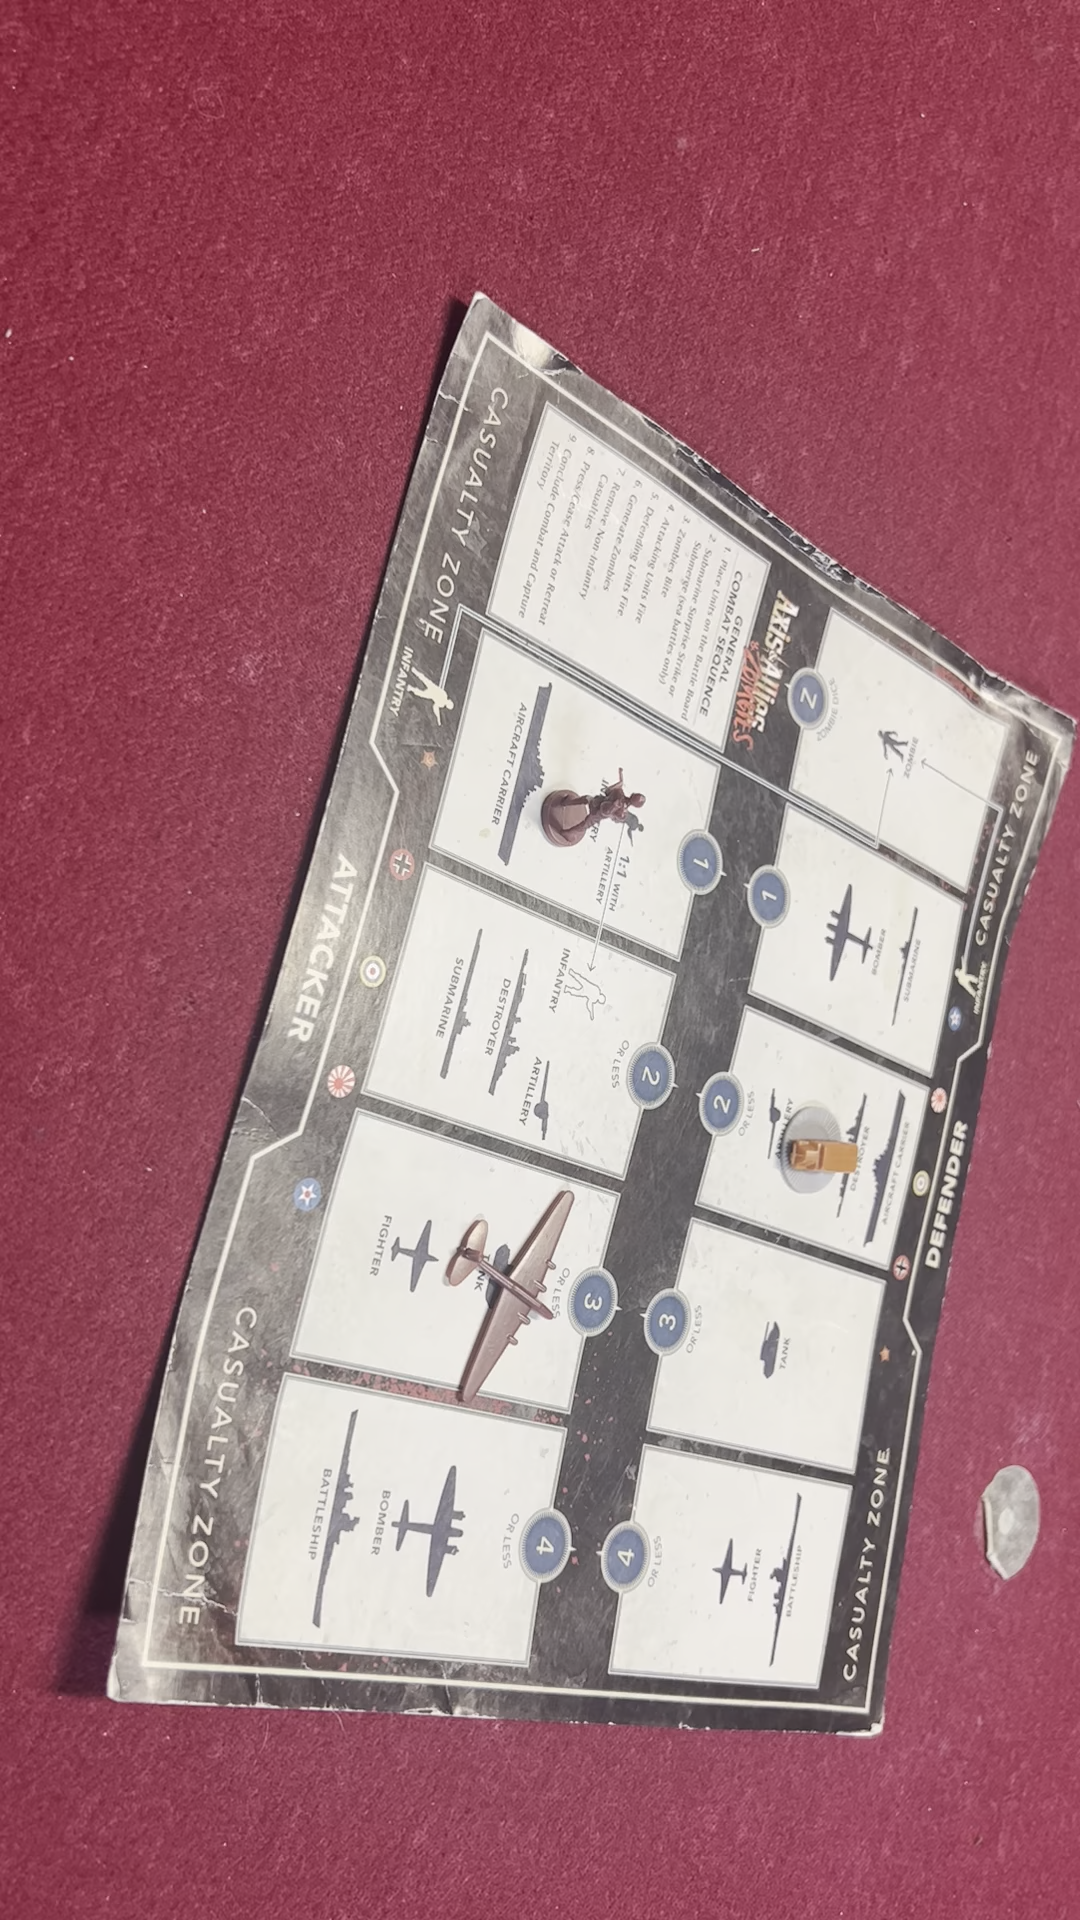 CASUALTY ZONE
INFANTRY
ATTACKER
CASUALTY ZONE
Axis & Allies
& ZOMBIES
GENERAL
COMBAT SEQUENCE
1. Place Units on the Battle Board
2. Submarine Surprise Strike or
Submerge (sea battles only)
3. Zombies Bite
4. Attacking Units Fire
5. Defending Units Fire
6. Generate Zombies
7. Remove Non-Infantry
Casualties
8. Press/Cease Attack or Retreat
9. Conclude Combat and Capture
Territory
1
1:1 WITH
ARTILLERY
AIRCRAFT CARRIER
2
OR LESS
INFANTRY
ARTILLERY
DESTROYER
SUBMARINE
3
OR LESS
FIGHTER
4
OR LESS
BOMBER
BATTLESHIP
CASUALTY ZONE
DEFENDER
INFANTRY
CASUALTY ZONE
4
OR LESS
FIGHTER
BATTLESHIP
3
OR LESS
TANK
2
OR LESS
DESTROYER
AIRCRAFT CARRIER
1
BOMBER
SUBMARINE
Z
ZOMBIE DICE
ZOMBIE